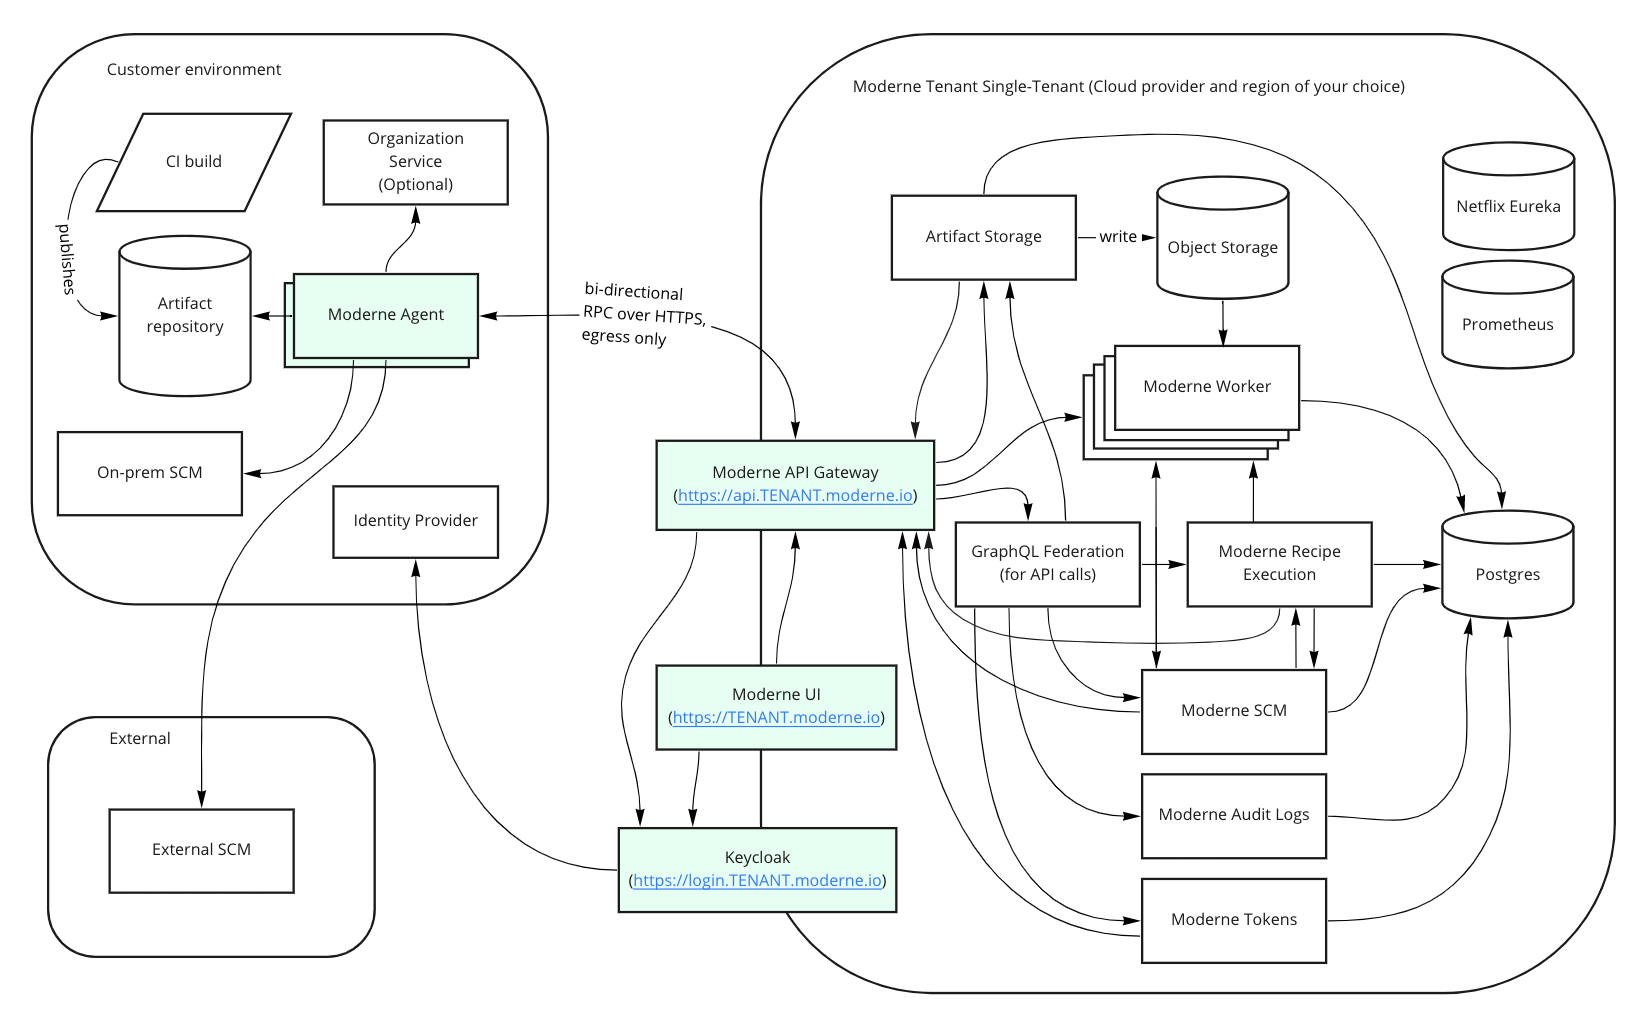 Customer environment
CI build
Organization
Service
(Optional)
publishes
Artifact
repository
Moderne Agent
On-prem SCM
Identity Provider
External
External SCM
bi-directional
RPC over HTTPS,
egress only
Moderne API Gateway
(https://api.TENANT.moderne.io)
Moderne UI
(https://TENANT.moderne.io)
Keycloak
(https://login.TENANT.moderne.io)
Moderne Tenant Single-Tenant (Cloud provider and region of your choice)
Artifact Storage
write
Object Storage
Netflix Eureka
Prometheus
Moderne Worker
GraphQL Federation
(for API calls)
Moderne Recipe
Execution
Postgres
Moderne SCM
Moderne Audit Logs
Moderne Tokens